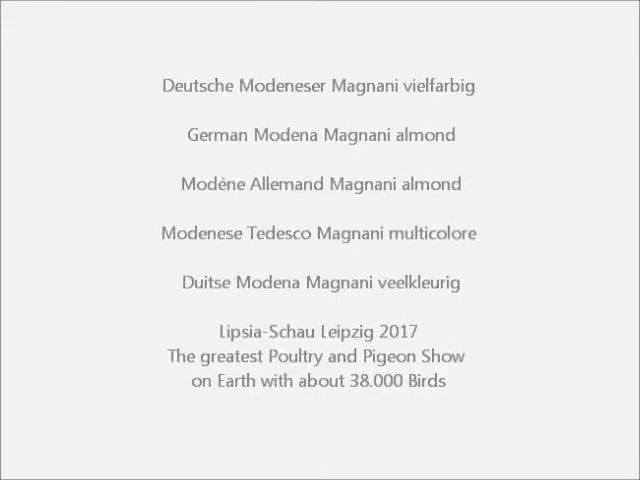 Deutsche Modeneser Magnani vielfarbig
German Modena Magnani almond
Modène Allemand Magnani almond
Modenese Tedesco Magnani multicolore
Duitse Modena Magnani veelkleurig
Lipsia-Schau Leipzig 2017
The greatest Poultry and Pigeon Show
on Earth with about 38.000 Birds